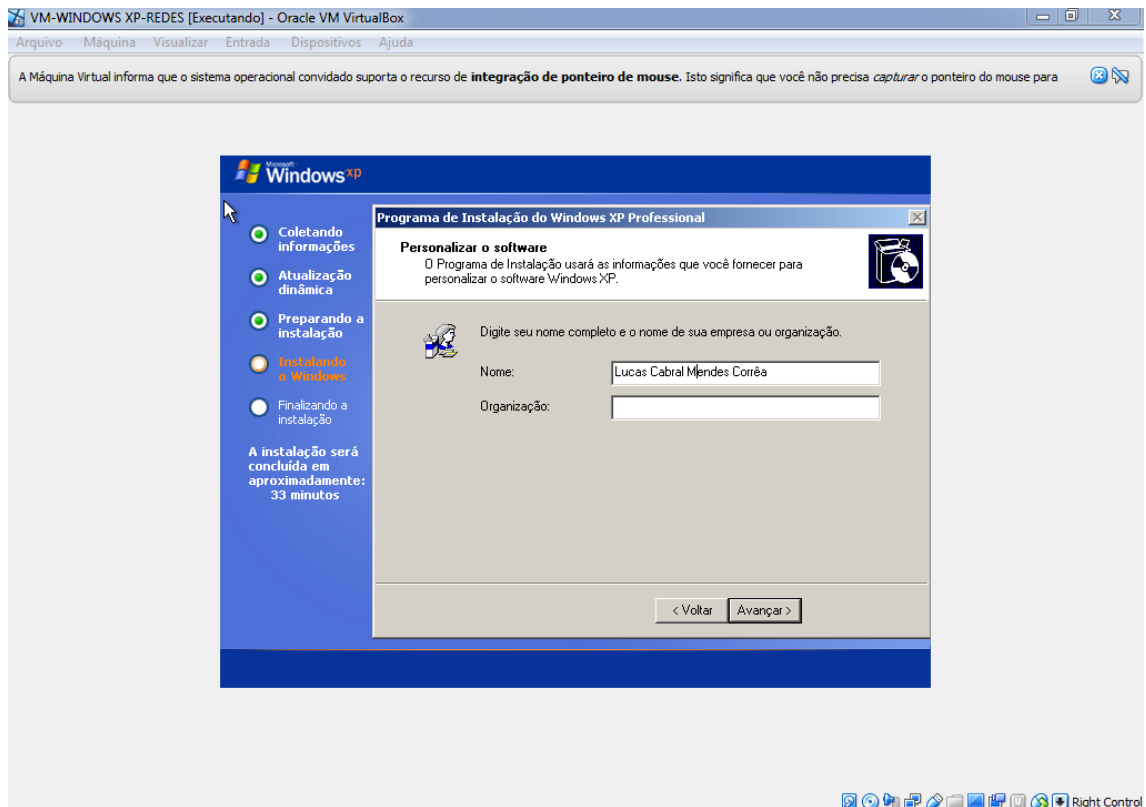 VM-WINDOWS XP-REDES [Executando] - Oracle VM VirtualBox
Arquivo Máquina Visualizar Entrada Dispositivos Ajuda
A Máquina Virtual informa que o sistema operacional convidado suporta o recurso de integração de ponteiro de mouse. Isto significa que você não precisa capturar o ponteiro do mouse para
Microsoft
Windows xp
Coletando
informações
Atualização
dinâmica
Preparando a
instalação
Instalando
o Windows
Finalizando a
instalação
A instalação será
concluída em
aproximadamente:
33 minutos
Programa de Instalação do Windows XP Professional
Personalizar o software
O Programa de Instalação usará as informações que você fornecer para
personalizar o software Windows XP.
Digite seu nome completo e o nome de sua empresa ou organização.
Nome: Lucas Cabral Mendes Corrêa
Organização:
< Voltar Avançar >
Right Control